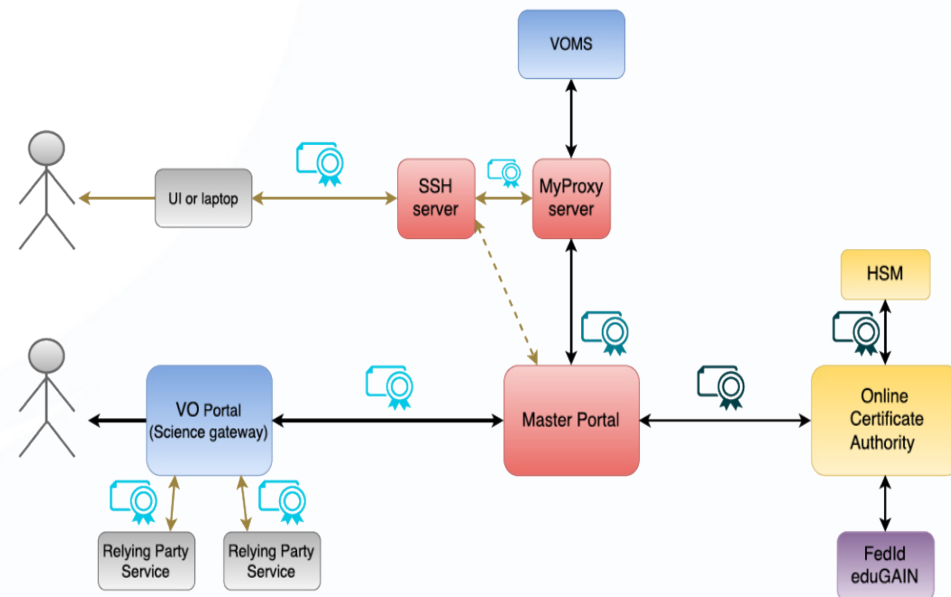 VOMS
UI or laptop
SSH
server
MyProxy
server
HSM
VO Portal
(Science gateway)
Master Portal
Online
Certificate
Authority
Relying Party
Service
Relying Party
Service
FedId
eduGAIN